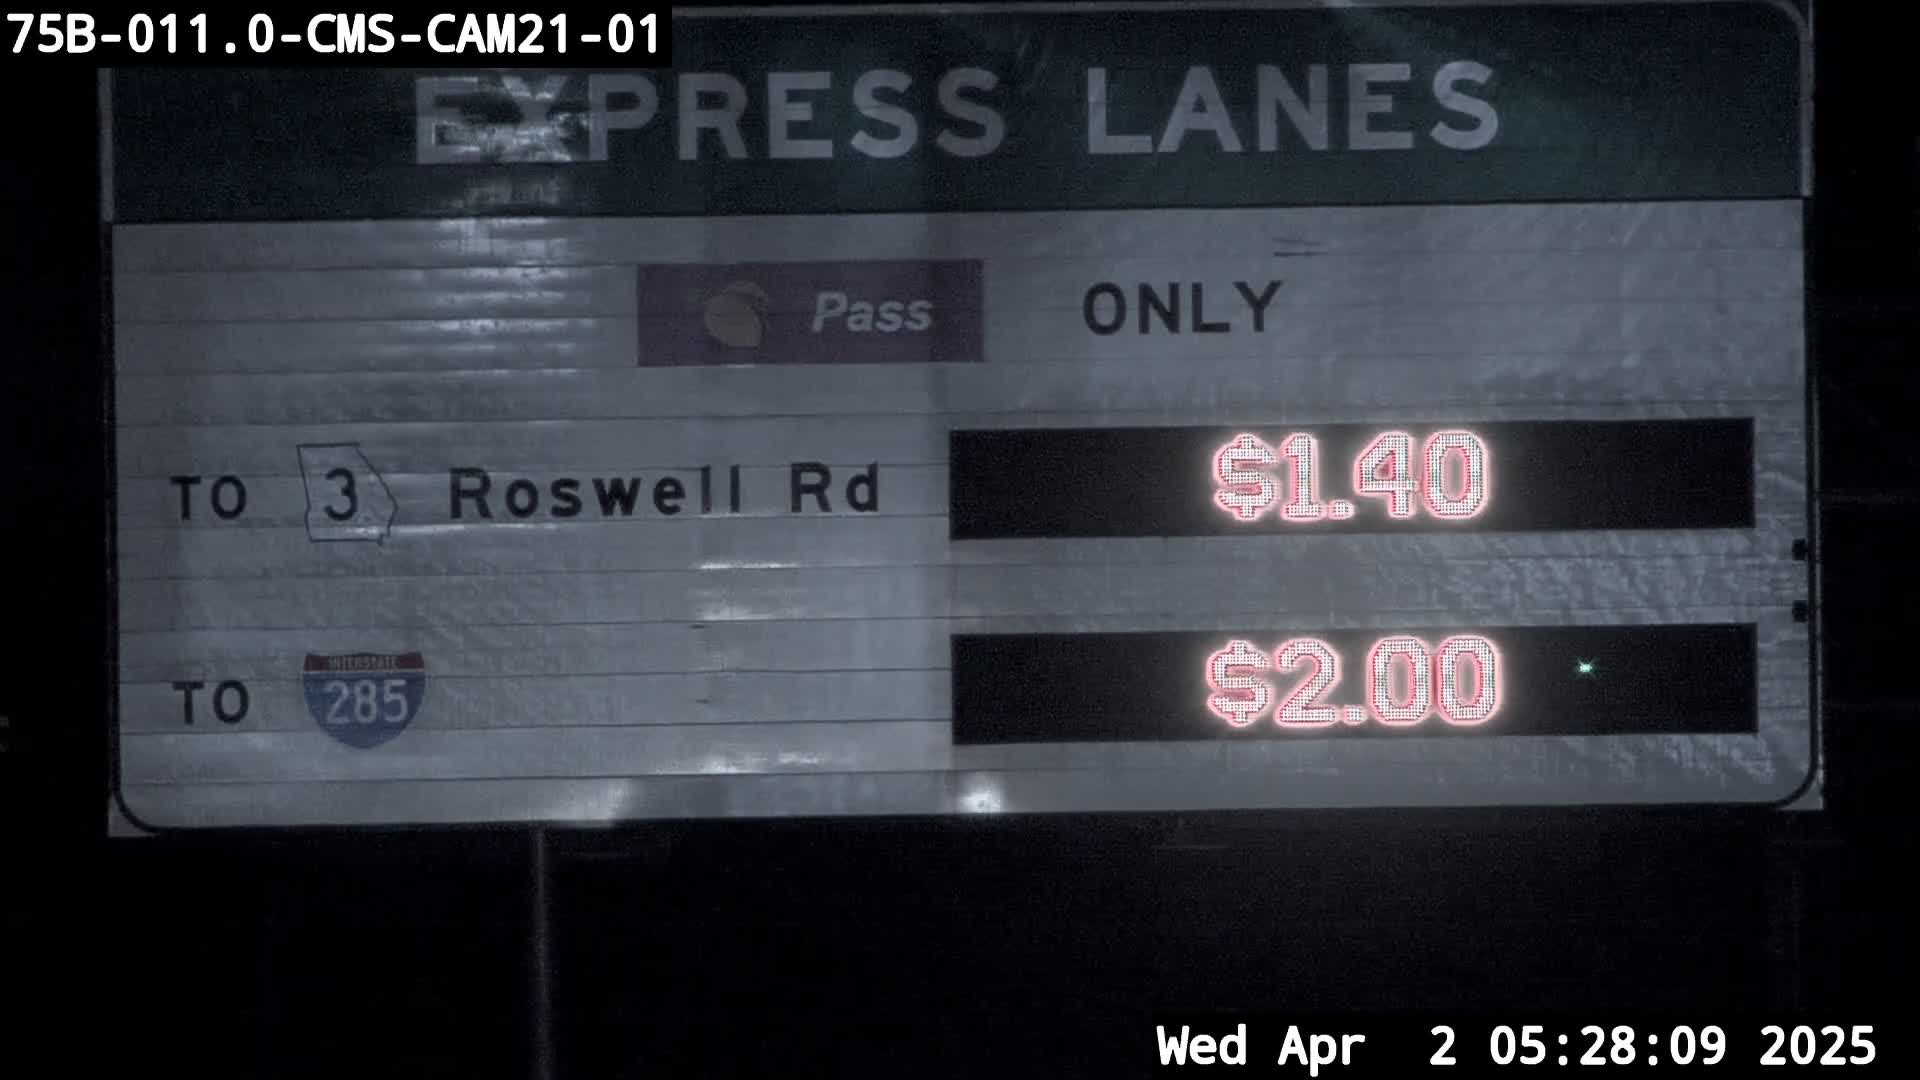 75B-011.0-CMS-CAM21-01
EXPRESS LANES
Pass ONLY
TO 3 Roswell Rd $1.40
TO INTERSTATE 285 $2.00
Wed Apr 2 05:28:09 2025